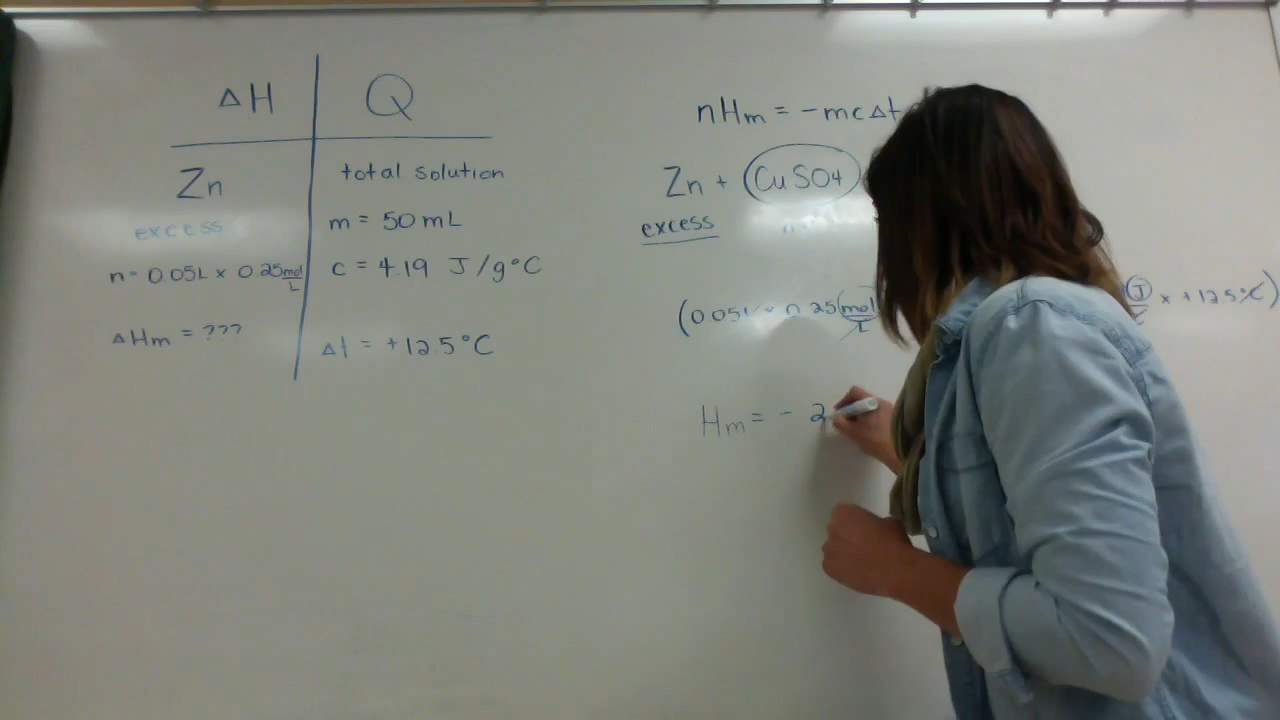 ΔH
Q
Zn
excess
n = 0.05L x 0.25 mol/L
ΔHm = ???
total solution
m = 50 mL
c = 4.19 J/g°C
Δt = +12.5°C
nHm = -mcΔt
Zn + CuSO4
excess
(0.05L x 0.25 mol/L
J
x +12.5°C)
Hm = - 2